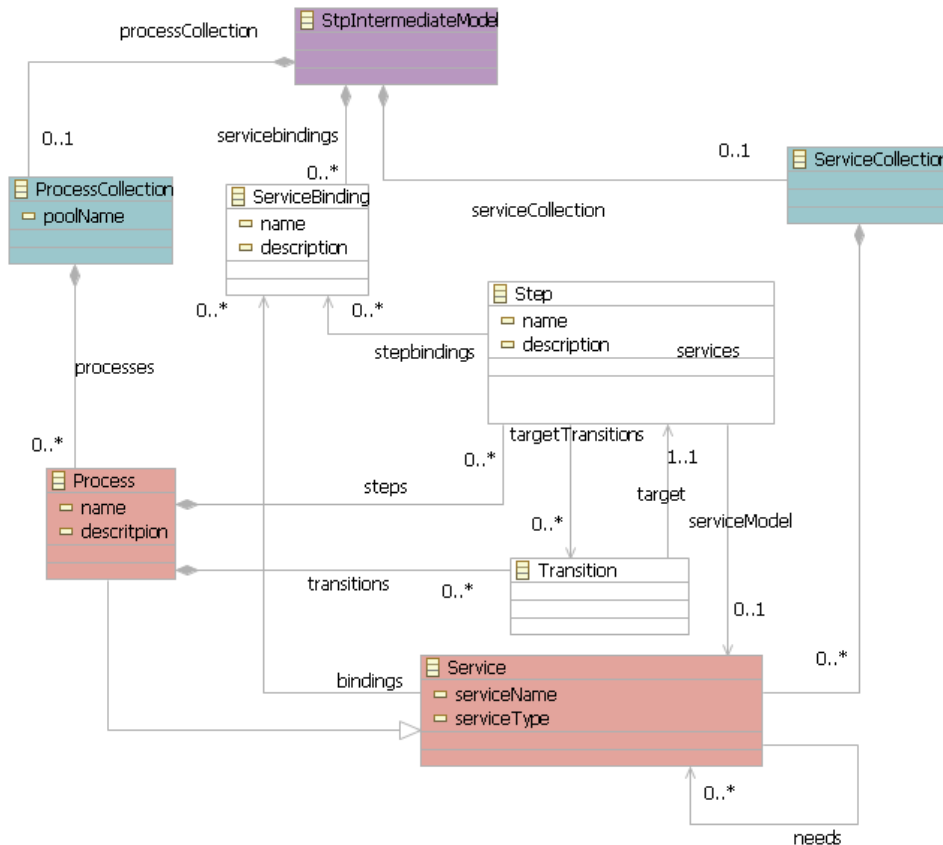 StpIntermediateModel
processCollection
servicebindings
0..1
0..*
0..1
ServiceCollection
ProcessCollection
poolName
ServiceBinding
name
description
serviceCollection
0..*
0..*
Step
name
description
services
stepbindings
processes
targetTransitions
0..*
0..*
1..1
Process
name
descritpion
steps
target
0..*
serviceModel
transitions
0..*
Transition
0..1
0..*
bindings
Service
serviceName
serviceType
0..*
needs